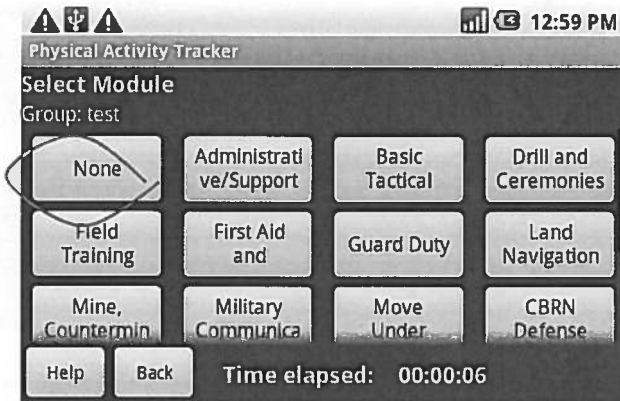 12:59 PM
Physical Activity Tracker
Select Module
Group: test
None
Administrati
ve/Support
Basic
Tactical
Drill and
Ceremonies
Field
Training
First Aid
and
Guard Duty
Land
Navigation
Mine,
Countermin
Military
Communica
Move
Under
CBRN
Defense
Help
Back
Time elapsed: 00:00:06